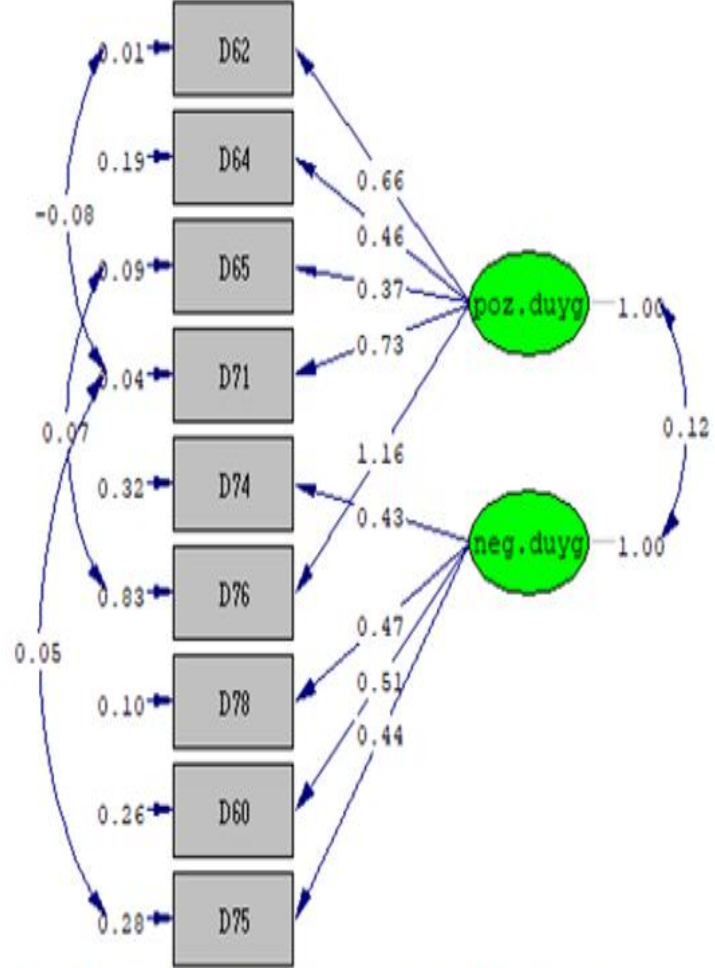 0.01 D62
0.19 D64
0.66
-0.08
0.46
0.09 D65
0.37
poz.duyg 1.00
0.73
0.04 D71
0.07
0.12
1.16
0.32 D74
0.43
neg.duyg 1.00
0.83 D76
0.47
0.05
0.51
0.10 D78
0.44
0.26 D60
0.28 D75